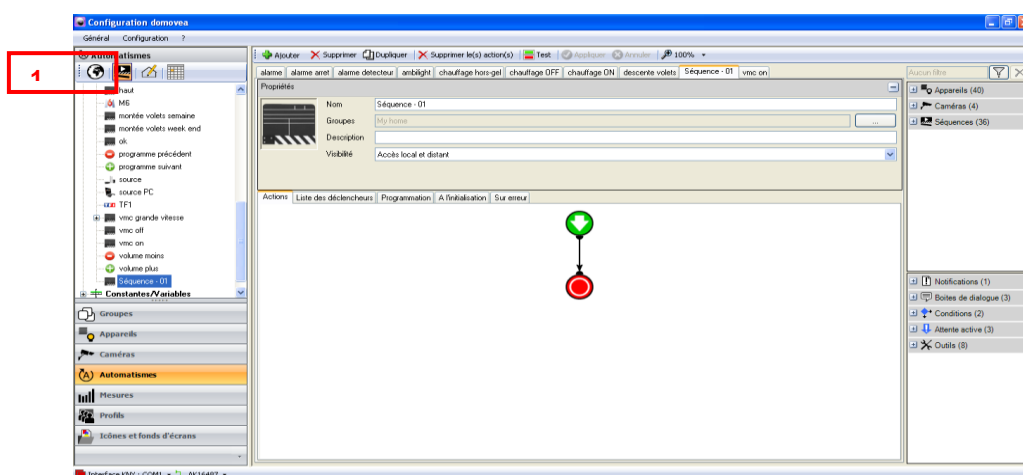 Configuration domovea
Général Configuration ?
Automatismes
1
Ajouter Supprimer Dupliquer Supprimer le(s) action(s) Test Appliquer Annuler 100%
alarme alarme arret alarme detecteur ambilight chauffage hors-gel chauffage OFF chauffage ON descente volets Séquence - 01 vmc on
Aucun filtre
haut
M6
montée volets semaine
montée volets week end
ok
programme précédent
programme suivant
source
source PC
TF1
vmc grande vitesse
vmc off
vmc on
volume moins
volume plus
Séquence - 01
Constantes/Variables
Groupes
Appareils
Caméras
Automatismes
Mesures
Profils
Icônes et fonds d'écrans
Propriétés
Nom Séquence - 01
Groupes My home ...
Description
Visibilité Accès local et distant
Actions Liste des déclencheurs Programmation A l'initialisation Sur erreur
Appareils (40)
Caméras (4)
Séquences (36)
Notifications (1)
Boites de dialogue (3)
Conditions (2)
Attente active (3)
Outils (8)
Interface KNX : COM1